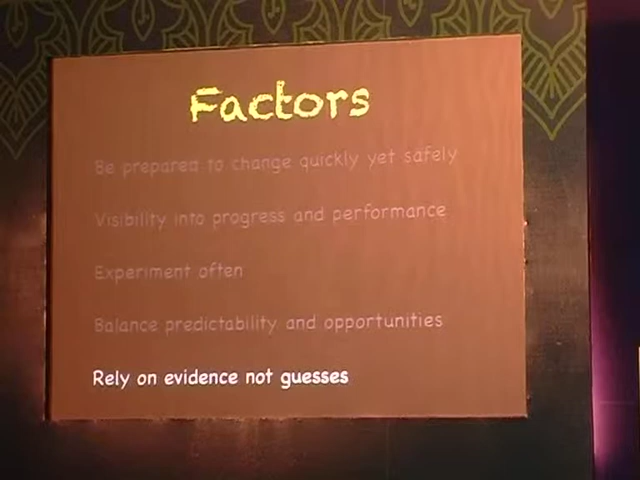 Factors
Be prepared to change quickly yet safely
Visibility into progress and performance
Experiment often
Balance predictability and opportunities
Rely on evidence not guesses